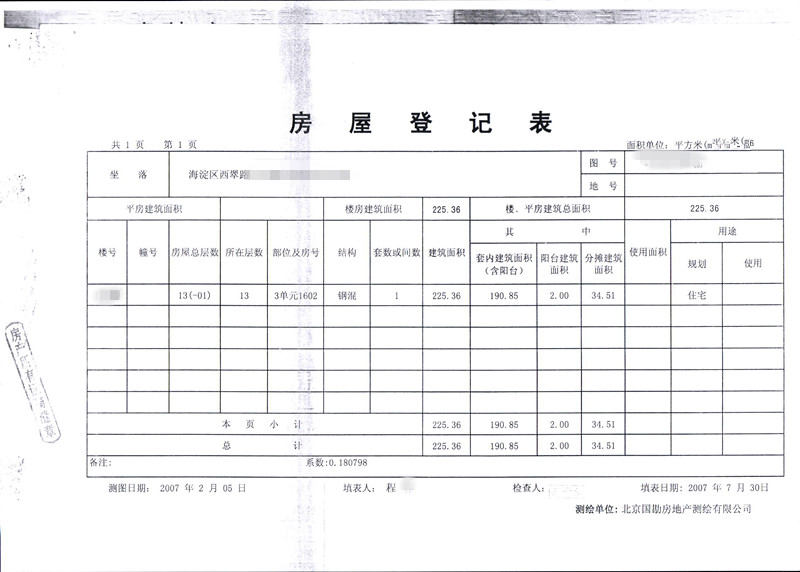 房屋登记表
共 1 页 第 1 页 面积单位: 平方米(m
坐 落 海淀区西翠路 图 号
地 号
平房建筑面积 楼房建筑面积 225.36 楼、平房建筑总面积 225.36
楼号 幢号 房屋总层数 所在层数 部位及房号 结构 套数或间数 建筑面积 其 中 使用面积 用途
套内建筑面积(含阳台) 阳台建筑面积 分摊建筑面积 规划 使用
13(-01) 13 3单元1602 钢混 1 225.36 190.85 2.00 34.51 住宅
本 页 小 计 225.36 190.85 2.00 34.51
总 计 225.36 190.85 2.00 34.51
备注: 系数:0.180798
测图日期: 2007 年 2 月 05 日 填表人: 程 检查人: 填表日期: 2007 年 7 月 30日
测绘单位: 北京国勘房地产测绘有限公司